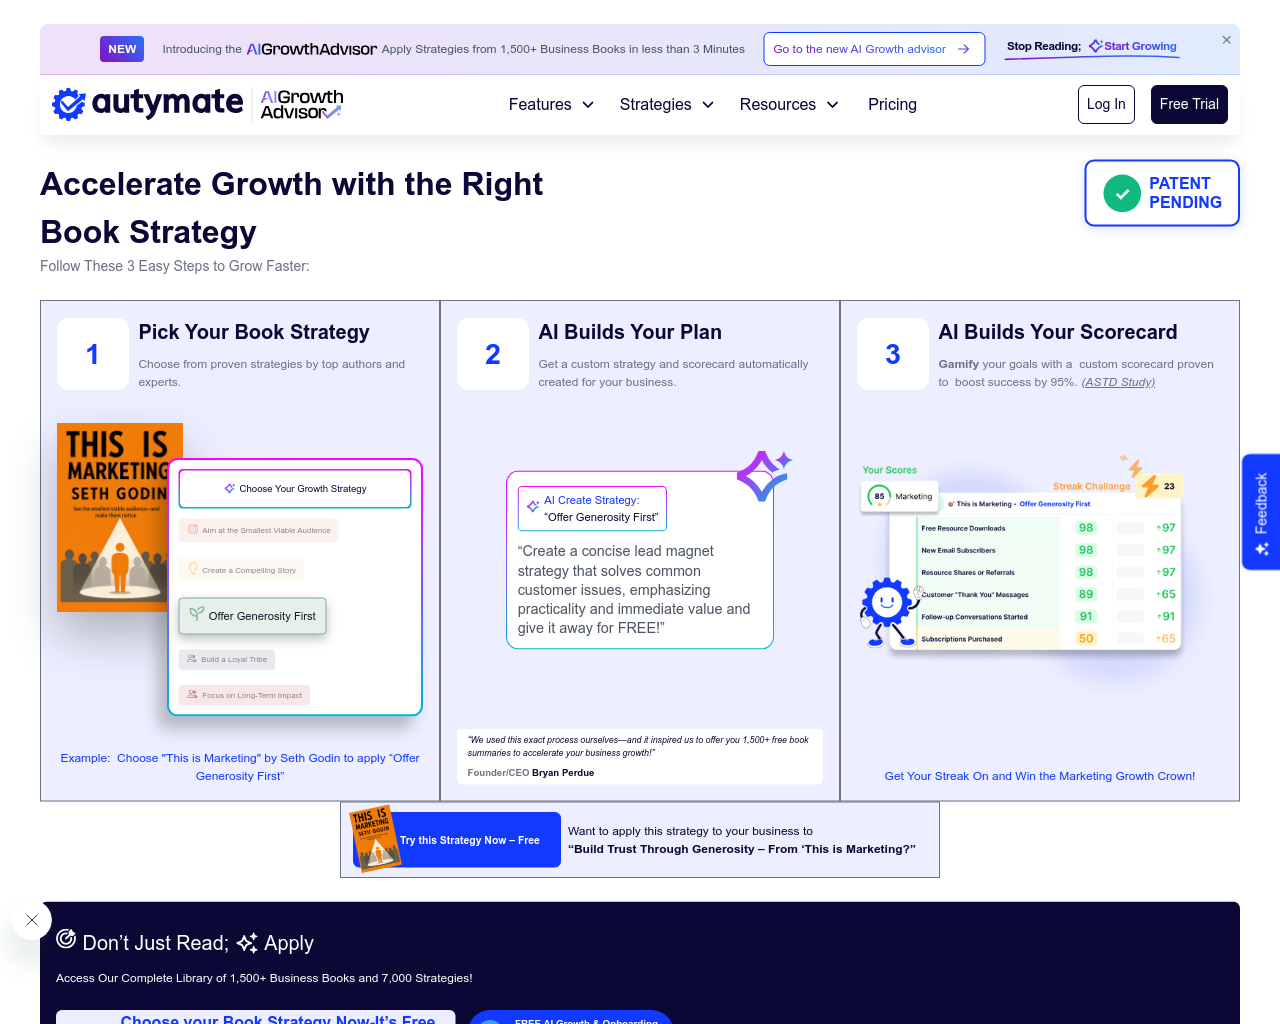 NEW
Introducing the AIGrowthAdvisor Apply Strategies from 1,500+ Business Books in less than 3 Minutes
Go to the new AI Growth advisor
Stop Reading; Start Growing
autymate
AIGrowth
Advisor
Features
Strategies
Resources
Pricing
Log In
Free Trial
Accelerate Growth with the Right
Book Strategy
Follow These 3 Easy Steps to Grow Faster:
PATENT
PENDING
1
Pick Your Book Strategy
Choose from proven strategies by top authors and
experts.
THIS IS
MARKETING
SETH GODIN
See the smallest viable audience—and
make them notice.
Choose Your Growth Strategy
Aim at the Smallest Viable Audience
Create a Compelling Story
Offer Generosity First
Build a Loyal Tribe
Focus on Long-Term Impact
Example:  Choose "This is Marketing" by Seth Godin to apply “Offer
Generosity First”
2
AI Builds Your Plan
Get a custom strategy and scorecard automatically
created for your business.
AI Create Strategy:
“Offer Generosity First”
“Create a concise lead magnet
strategy that solves common
customer issues, emphasizing
practicality and immediate value and
give it away for FREE!”
“We used this exact process ourselves—and it inspired us to offer you 1,500+ free book
summaries to accelerate your business growth!”
Founder/CEO Bryan Perdue
3
AI Builds Your Scorecard
Gamify your goals with a  custom scorecard proven
to  boost success by 95%. (ASTD Study)
Your Scores
85 Marketing
Streak Challange
23
This is Marketing - Offer Generosity First
Free Resource Downloads 98 ↑97
New Email Subscribers 98 ↑97
Resource Shares or Referrals 98 ↑97
Customer "Thank You" Messages 89 ↑65
Follow-up Conversations Started 91 ↑91
Subscriptions Purchased 50 ↑65
Get Your Streak On and Win the Marketing Growth Crown!
Feedback
THIS IS
MARKETING
SETH GODIN
Try this Strategy Now – Free
Want to apply this strategy to your business to
“Build Trust Through Generosity – From ‘This is Marketing?”
Don’t Just Read; Apply
Access Our Complete Library of 1,500+ Business Books and 7,000 Strategies!
Choose your Book Strategy Now-It’s Free
FREE AI Growth & Onboarding